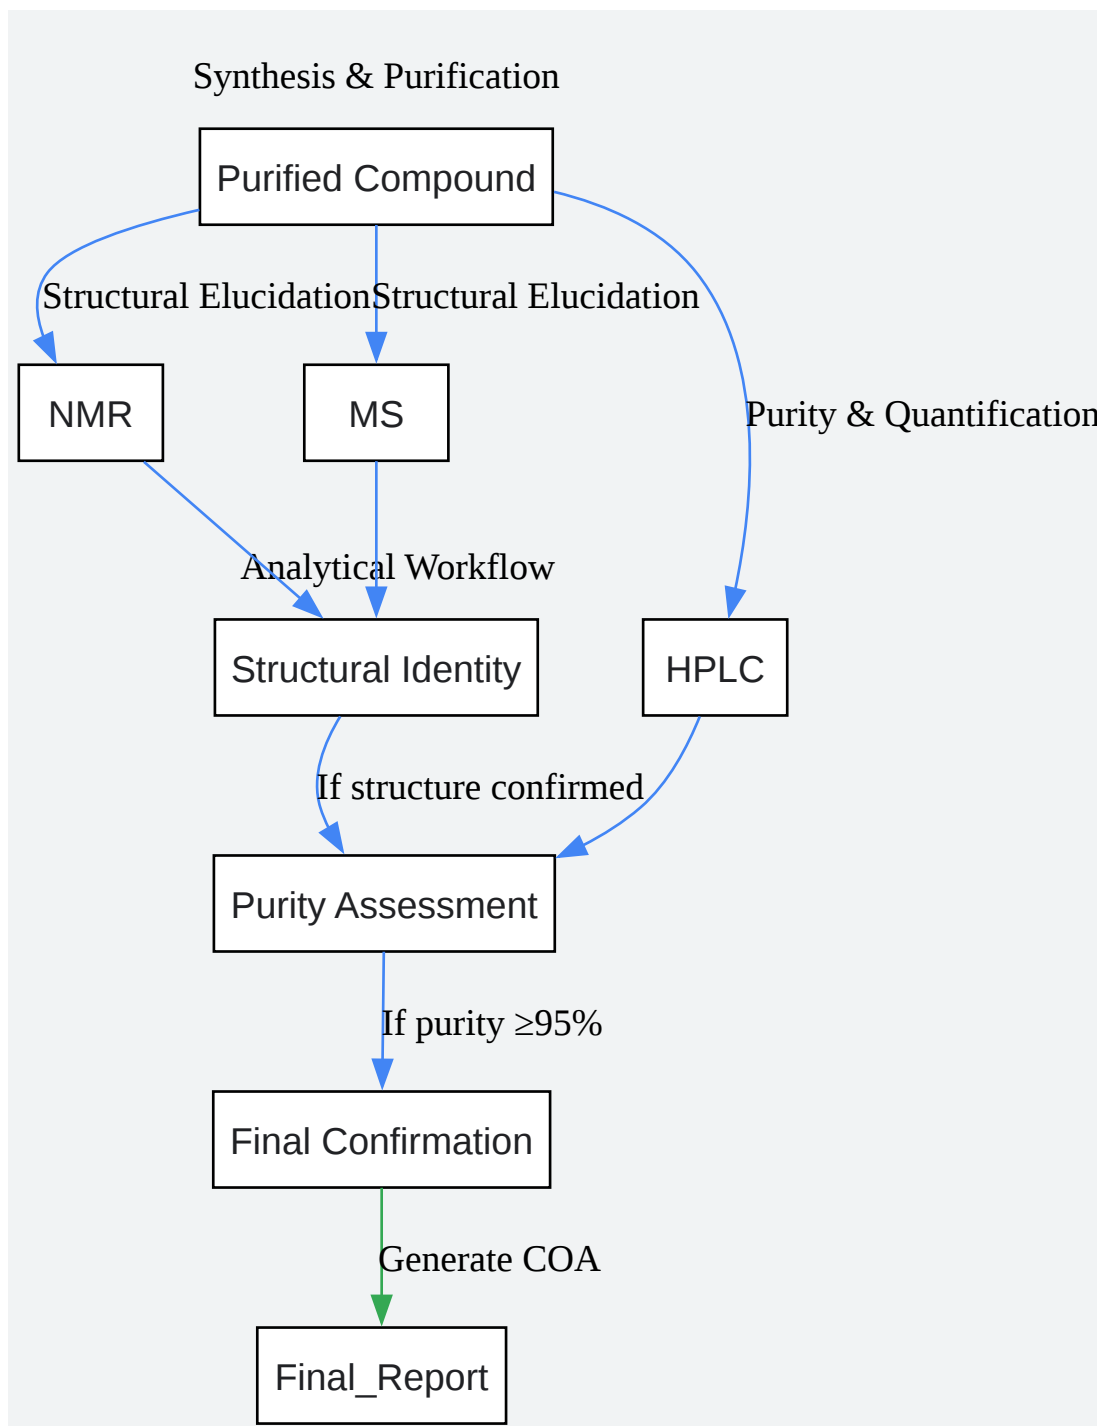 Synthesis & Purification
Purified Compound
Structural Elucidation
Structural Elucidation
NMR
MS
Purity & Quantification
Analytical Workflow
Structural Identity
HPLC
If structure confirmed
Purity Assessment
If purity ≥95%
Final Confirmation
Generate COA
Final_Report